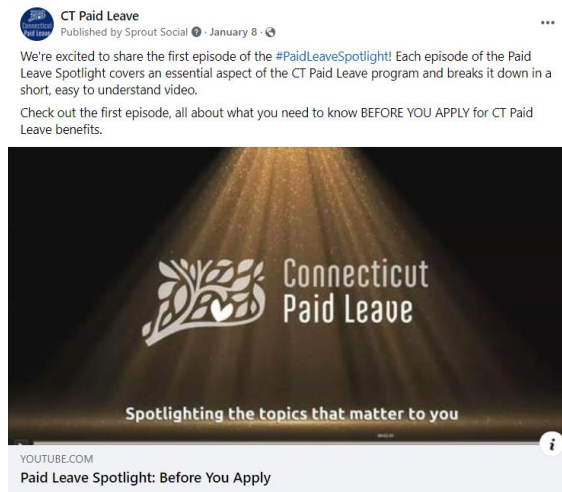 CT Paid Leave
Published by Sprout Social · January 8 ·
We're excited to share the first episode of the #PaidLeaveSpotlight! Each episode of the Paid
Leave Spotlight covers an essential aspect of the CT Paid Leave program and breaks it down in a
short, easy to understand video.
Check out the first episode, all about what you need to know BEFORE YOU APPLY for CT Paid
Leave benefits.
Connecticut
Paid Leave
Spotlighting the topics that matter to you
YOUTUBE.COM
Paid Leave Spotlight: Before You Apply